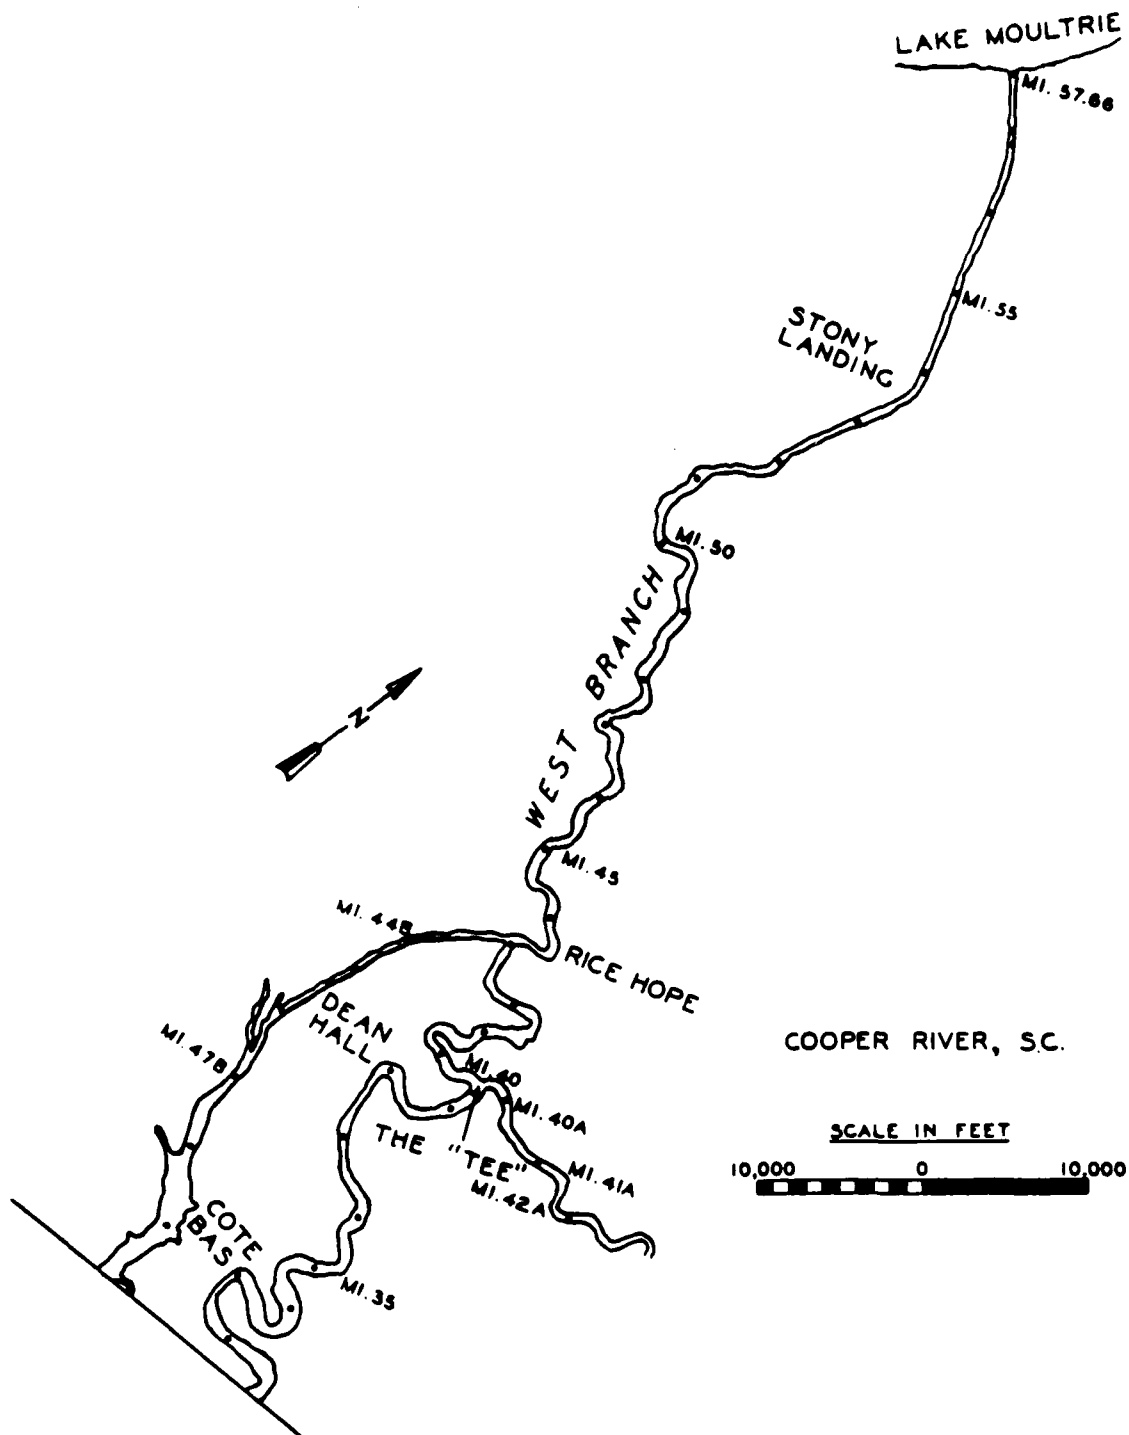 LAKE MOULTRIE
MI. 57.66
MI. 55
STONY
LANDING
MI. 50
WEST BRANCH
N
MI. 45
MI. 44B
RICE HOPE
DEAN
HALL
MI. 47B
COOPER RIVER, S.C.
MI. 40
MI. 40A
THE "TEE"
SCALE IN FEET
10,000 0 10,000
MI. 41A
MI. 42A
COTE
BAS
MI. 35